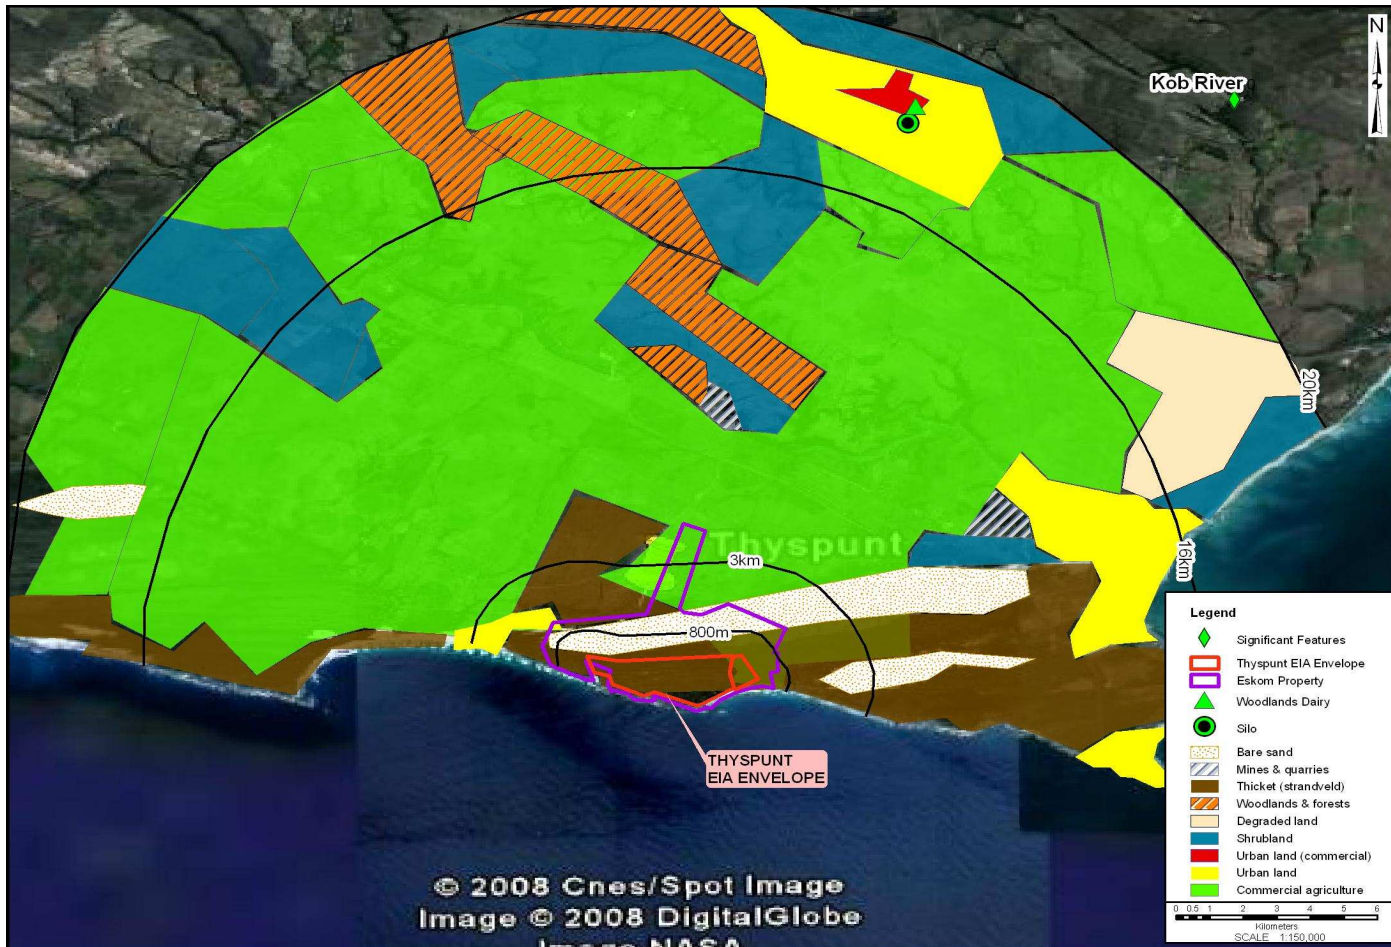 N
Kob River
20km
Thyspunt
3km
16km
800m
THYSPUNT
EIA ENVELOPE
Legend
Significant Features
Thyspunt EIA Envelope
Eskom Property
Woodlands Dairy
Silo
Bare sand
Mines & quarries
Thicket (strandveld)
Woodlands & forests
Degraded land
Shrubland
Urban land (commercial)
Urban land
Commercial agriculture
0 0.5 1 2 3 4 5 6
Kilometers
SCALE 1:150,000
© 2008 Cnes/Spot Image
Image © 2008 DigitalGlobe
Image NASA